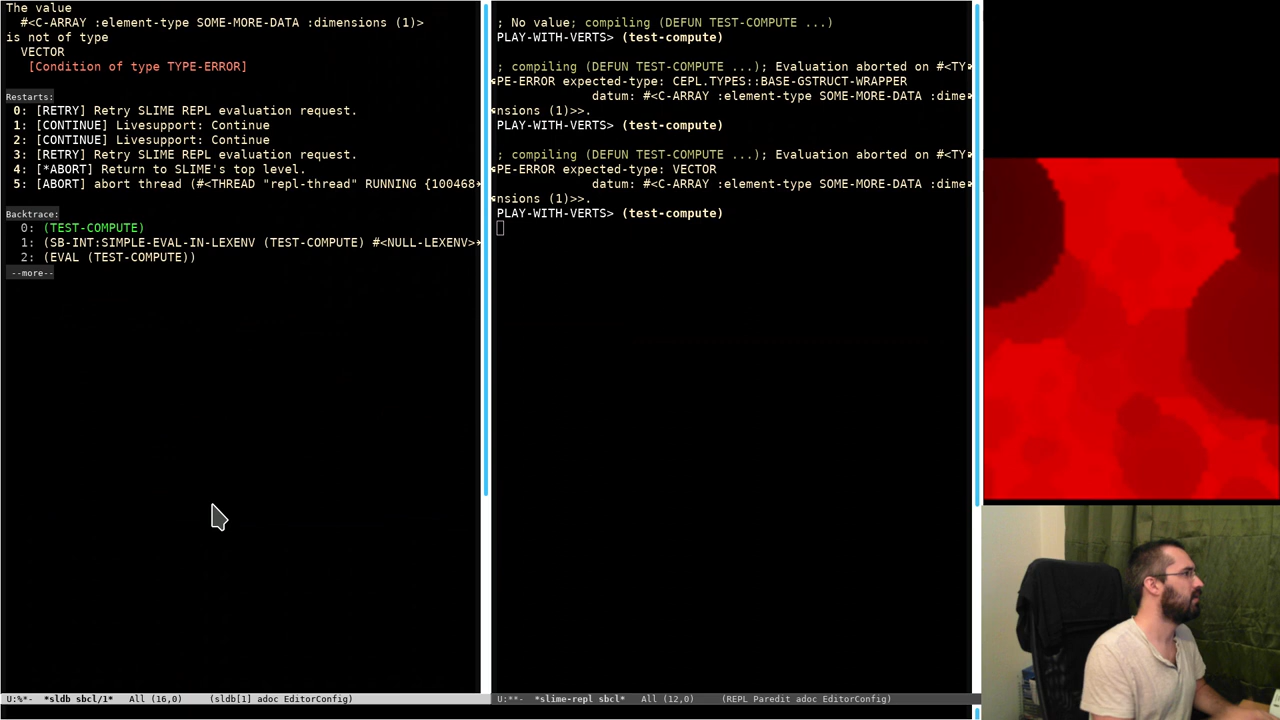 The value
#<C-ARRAY :element-type SOME-MORE-DATA :dimensions (1)>
is not of type
VECTOR
[Condition of type TYPE-ERROR]
Restarts:
0: [RETRY] Retry SLIME REPL evaluation request.
1: [CONTINUE] Livesupport: Continue
2: [CONTINUE] Livesupport: Continue
3: [RETRY] Retry SLIME REPL evaluation request.
4: [*ABORT] Return to SLIME's top level.
5: [ABORT] abort thread (#<THREAD "repl-thread" RUNNING {100468
Backtrace:
0: (TEST-COMPUTE)
1: (SB-INT:SIMPLE-EVAL-IN-LEXENV (TEST-COMPUTE) #<NULL-LEXENV>
2: (EVAL (TEST-COMPUTE))
--more--
U:%*- *sldb sbcl/1* All (16,0) (sldb[1] adoc EditorConfig)
; No value; compiling (DEFUN TEST-COMPUTE ...)
PLAY-WITH-VERTS> (test-compute)
; compiling (DEFUN TEST-COMPUTE ...); Evaluation aborted on #<TY
PE-ERROR expected-type: CEPL.TYPES::BASE-GSTRUCT-WRAPPER
datum: #<C-ARRAY :element-type SOME-MORE-DATA :dime
nsions (1)>>.
PLAY-WITH-VERTS> (test-compute)
; compiling (DEFUN TEST-COMPUTE ...); Evaluation aborted on #<TY
PE-ERROR expected-type: VECTOR
datum: #<C-ARRAY :element-type SOME-MORE-DATA :dime
nsions (1)>>.
PLAY-WITH-VERTS> (test-compute)
U:**- *slime-repl sbcl* All (12,0) (REPL Paredit adoc EditorConfig)